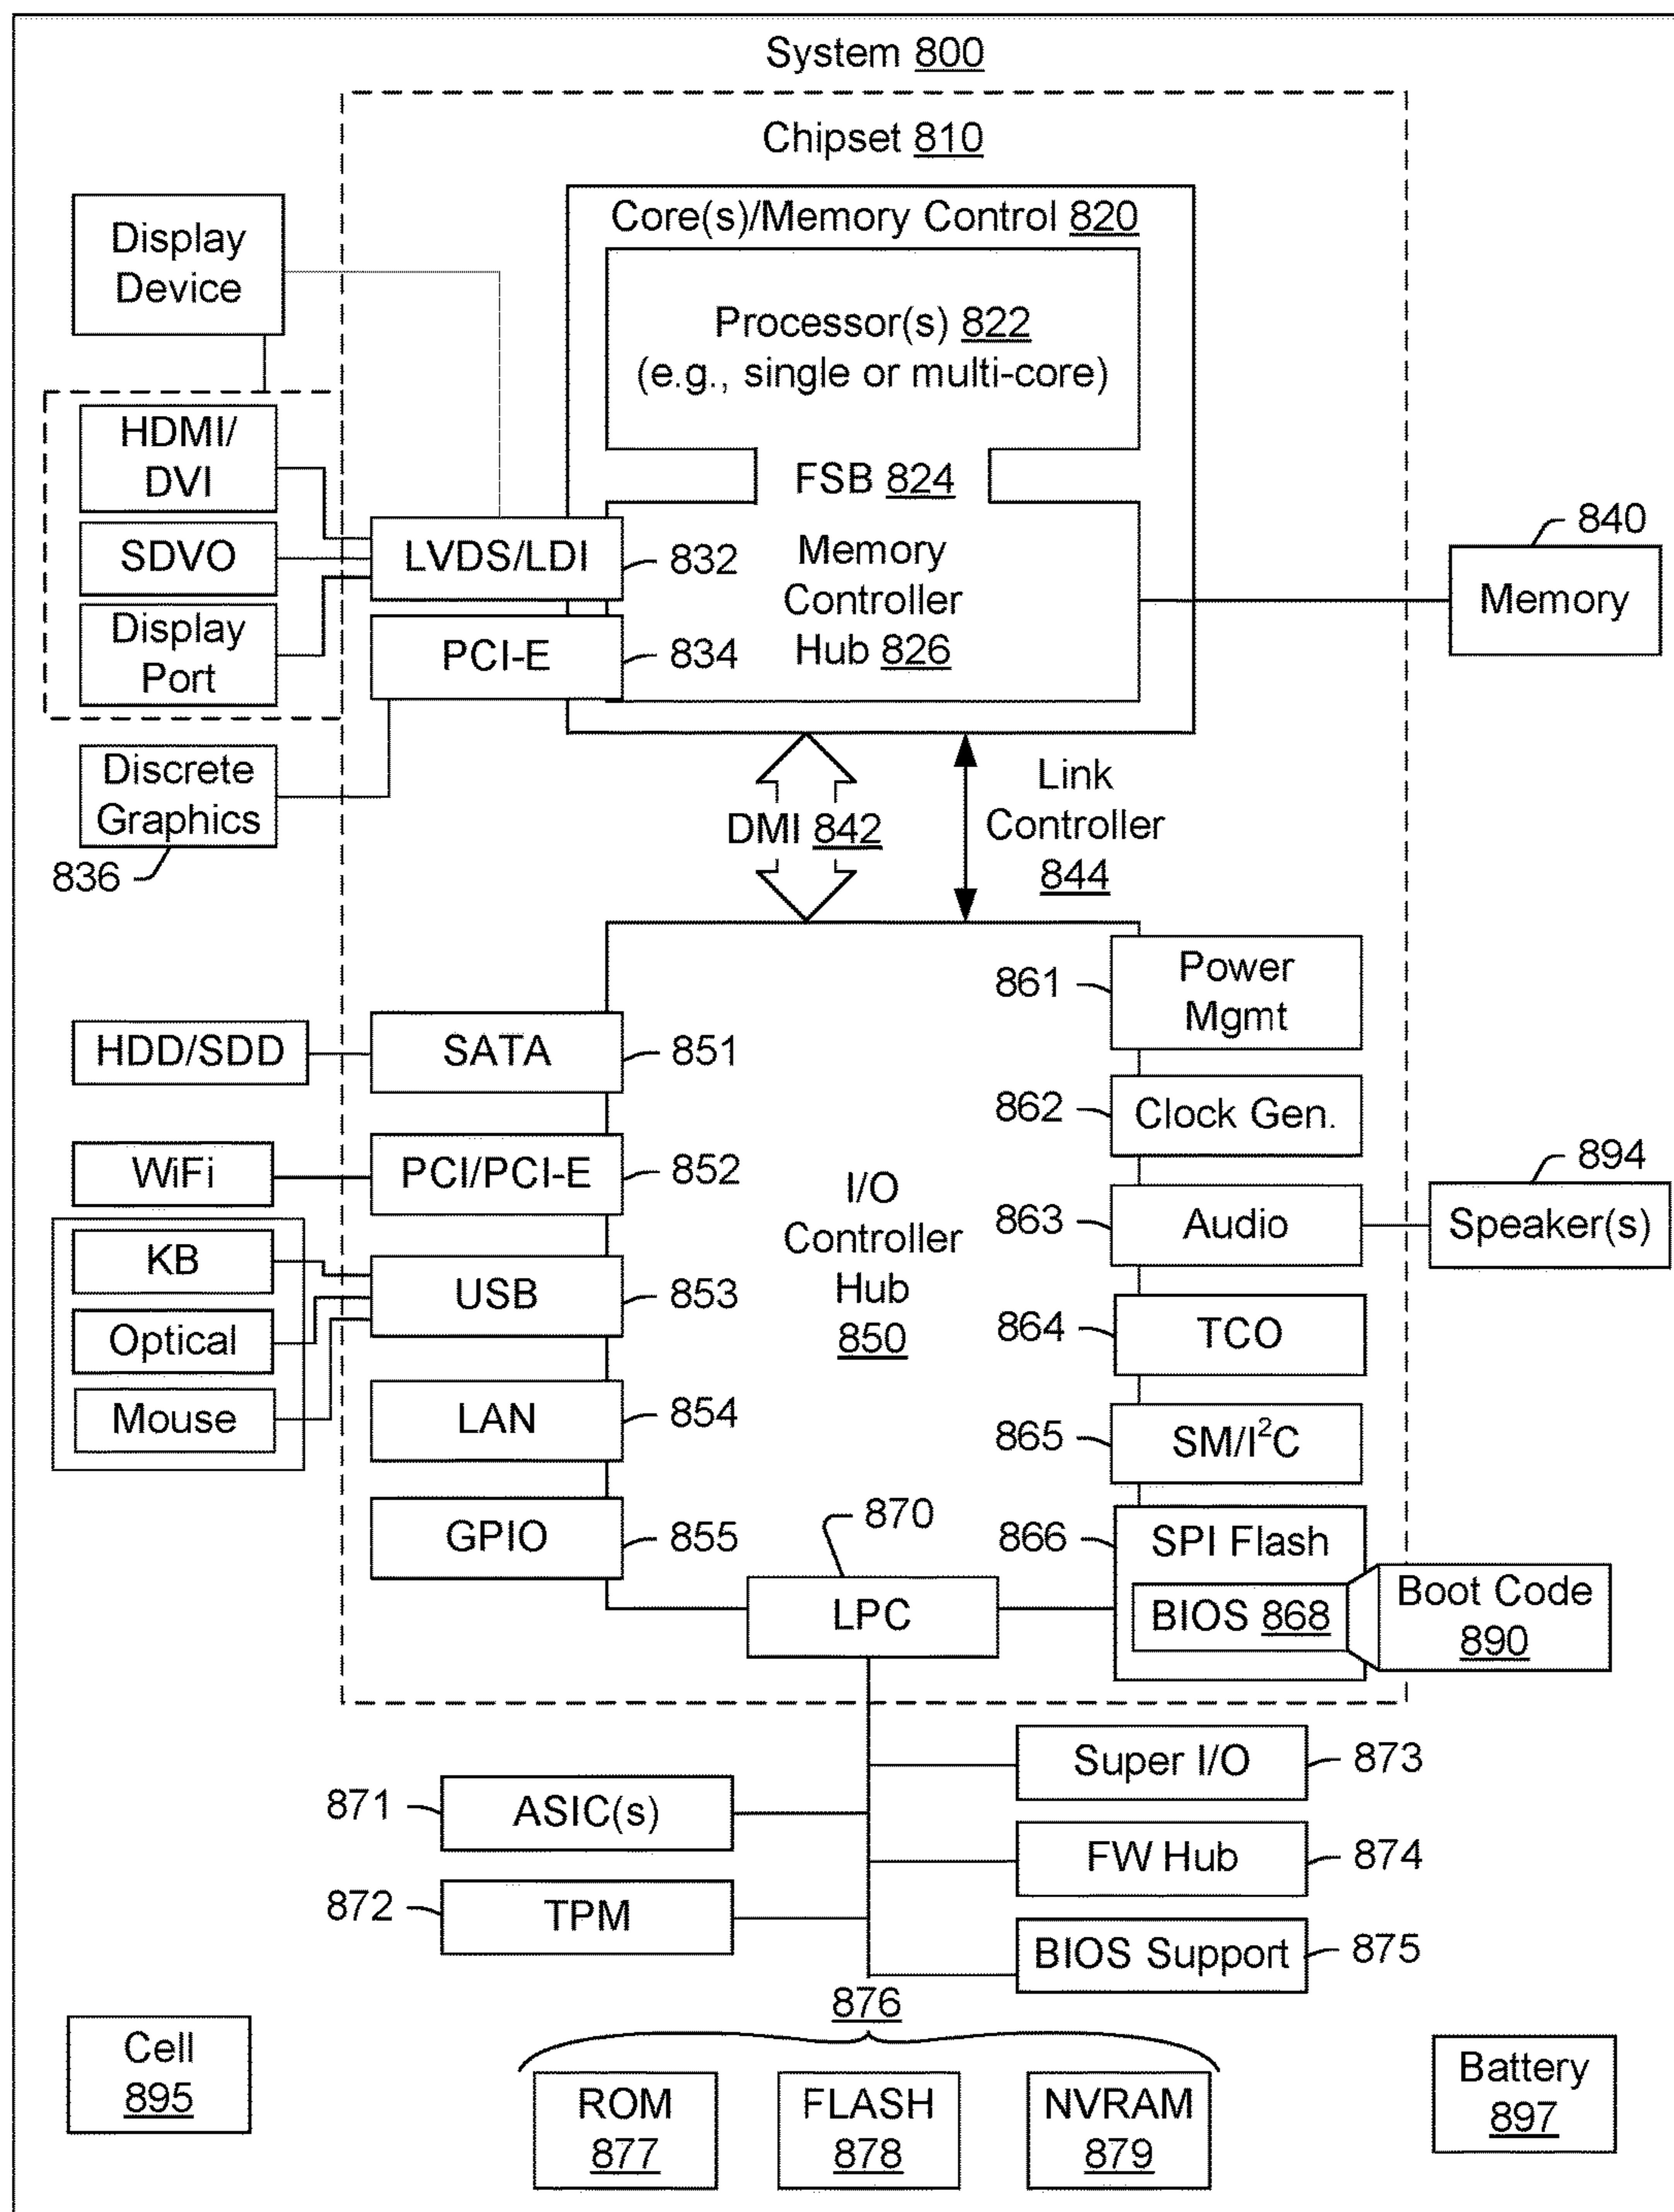 System 800
Chipset 810
Core(s)/Memory Control 820
Display
Device
Processor(s) 822
(e.g., single or multi-core)
HDMI/
DVI
FSB 824
SDVO
LVDS/LDI
832
Memory
Controller
Hub 826
840
Memory
Display
Port
PCI-E
834
Discrete
Graphics
836
DMI 842
Link
Controller
844
861
Power
Mgmt
HDD/SDD
SATA
851
862
Clock Gen.
WiFi
PCI/PCI-E
852
I/O
Controller
Hub
850
863
Audio
894
Speaker(s)
KB
Optical
Mouse
USB
853
864
TCO
LAN
854
865
SM/I²C
GPIO
855
870
LPC
866
SPI Flash
BIOS 868
Boot Code
890
871
ASIC(s)
Super I/O
873
FW Hub
874
872
TPM
BIOS Support
875
876
Cell
895
ROM
877
FLASH
878
NVRAM
879
Battery
897